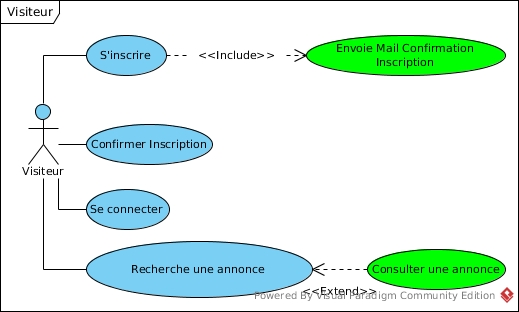 Visiteur
S'inscrire
<<Include>>
Envoie Mail Confirmation
Inscription
Confirmer Inscription
Visiteur
Se connecter
Recherche une annonce
Consulter une annonce
<<Extend>>
Powered By Visual Paradigm Community Edition